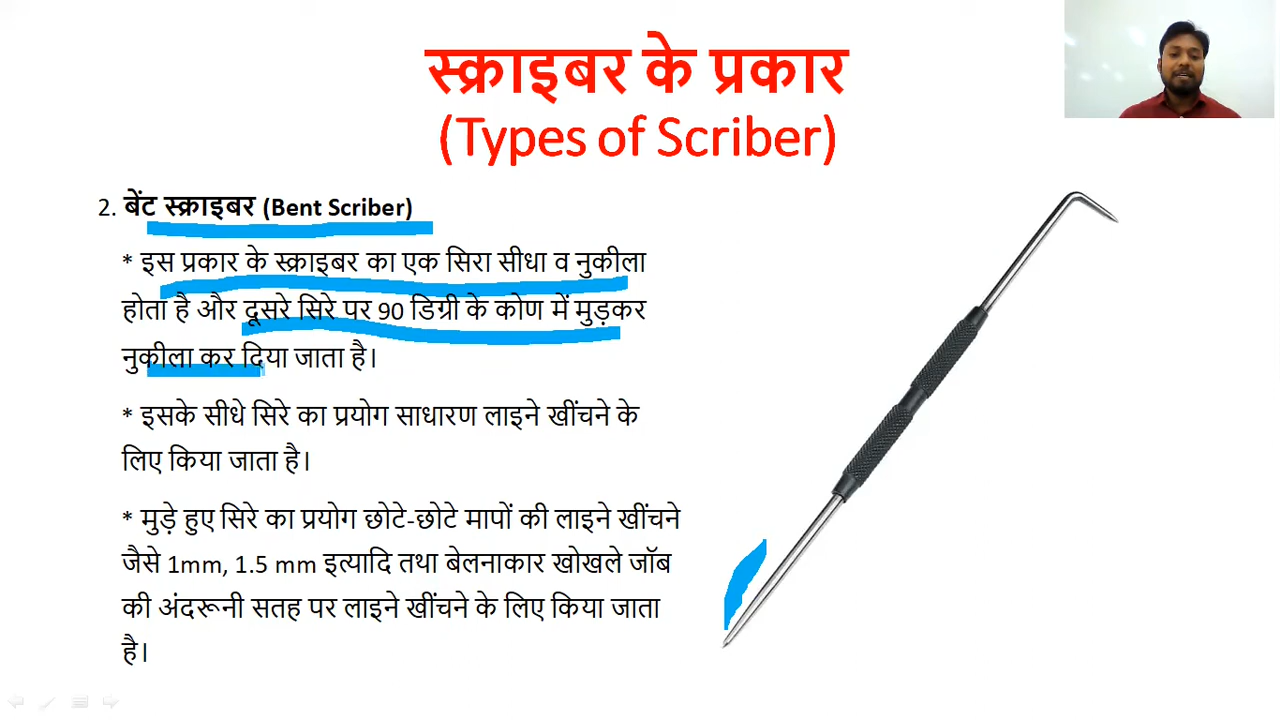 स्क्राइबर के प्रकार
(Types of Scriber)
2. बेंट स्क्राइबर (Bent Scriber)
* इस प्रकार के स्क्राइबर का एक सिरा सीधा व नुकीला
होता है और दूसरे सिरे पर 90 डिग्री के कोण में मुड़कर
नुकीला कर दिया जाता है।
* इसके सीधे सिरे का प्रयोग साधारण लाइने खींचने के
लिए किया जाता है।
* मुड़े हुए सिरे का प्रयोग छोटे-छोटे मापों की लाइने खींचने
जैसे 1mm, 1.5 mm इत्यादि तथा बेलनाकार खोखले जॉब
की अंदरूनी सतह पर लाइने खींचने के लिए किया जाता
है।